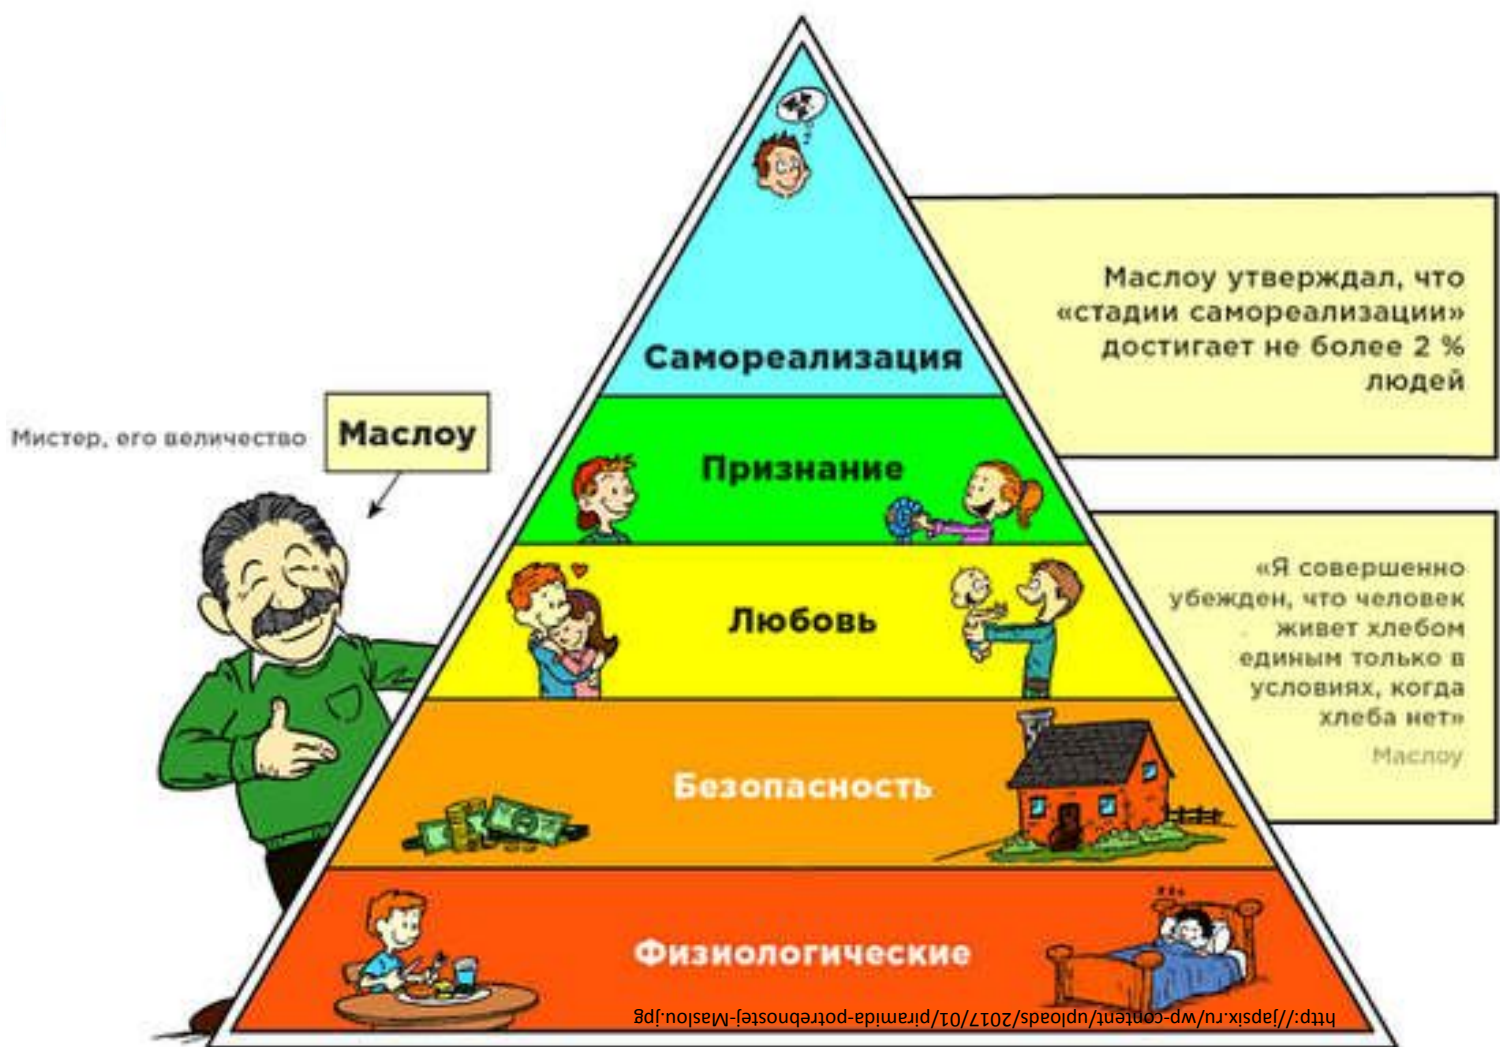 Маслоу утверждал, что
«стадии самореализации»
достигает не более 2 %
людей
Самореализация
Мистер, его величество
Маслоу
Признание
«Я совершенно
убежден, что человек
живет хлебом
единым только в
условиях, когда
хлеба нет»
Маслоу
Любовь
Безопасность
Физиологические
http://japsix.ru/wp-content/uploads/2017/01/piramida-potrebnostej-Maslou.jpg